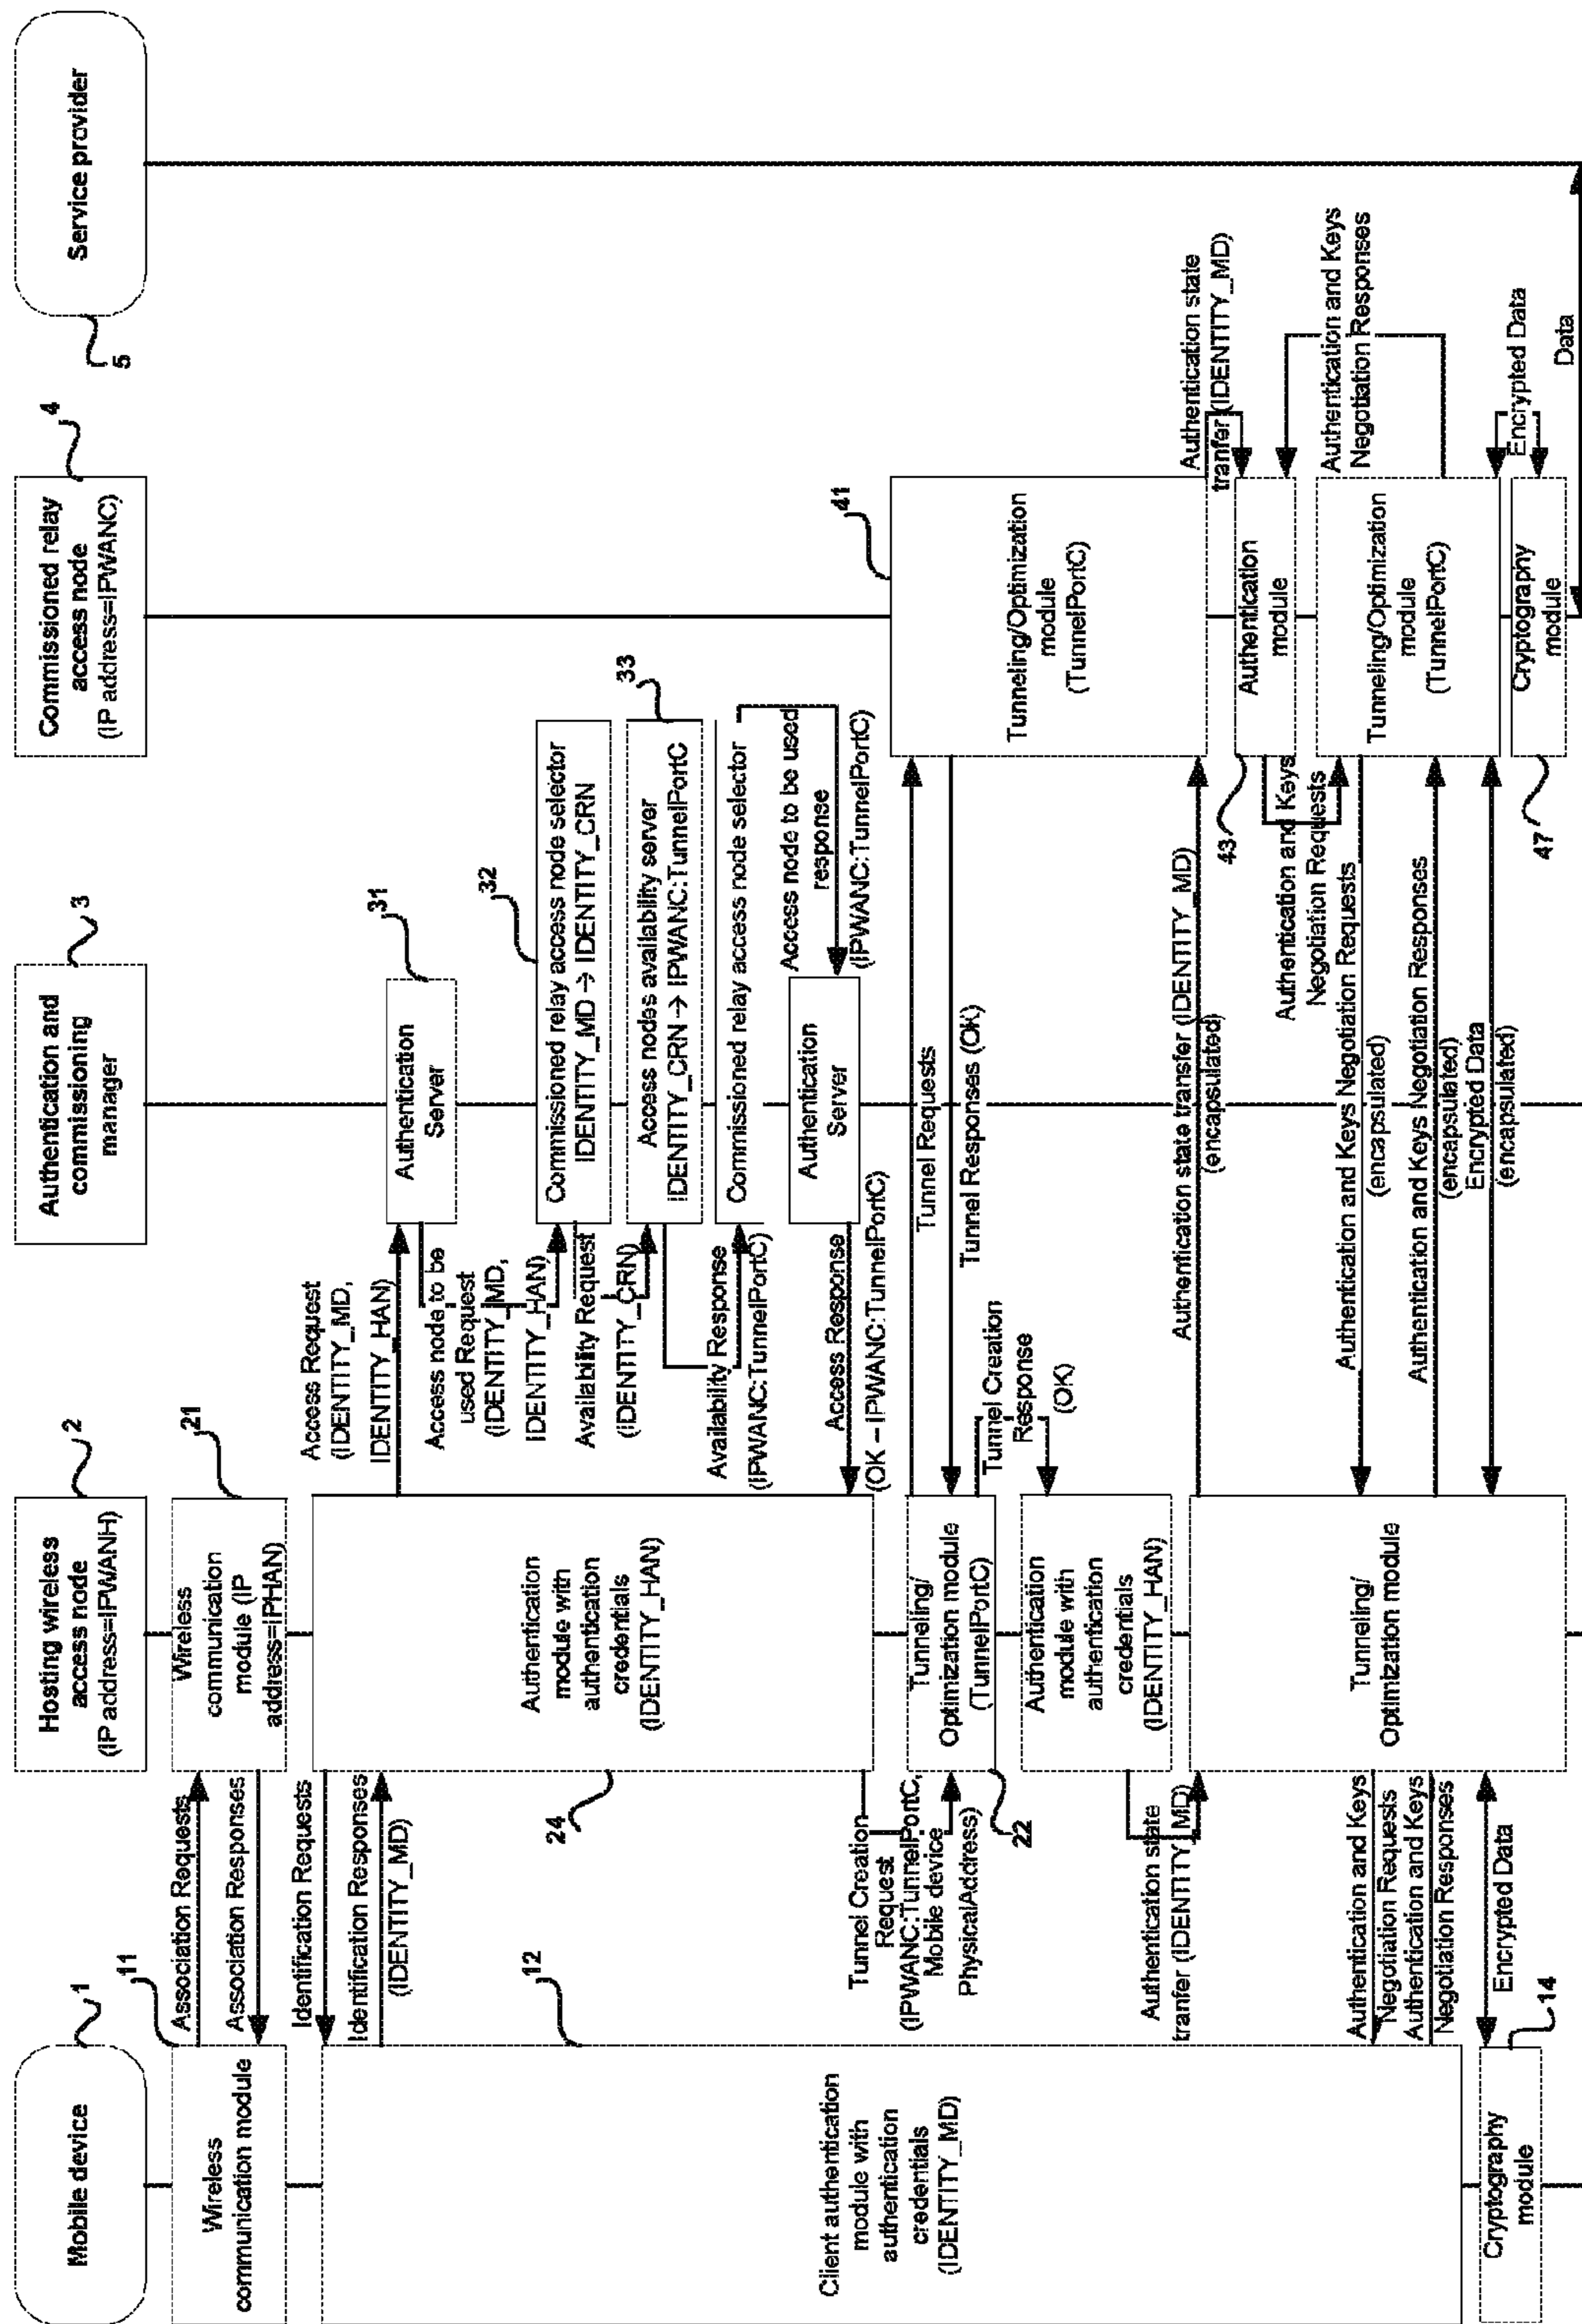 Mobile device
1
Hosting wireless
access node
(IP address=IPWANH)
2
Authentication and
commissioning
manager
3
Commissioned relay
access node
(IP address=IPWANC)
4
Service provider
5
Wireless
communication module
11
Association Requests
Association Responses
Wireless
communication
module (IP
address=IPHAN)
21
Identification Requests
Identification Responses
(IDENTITY_MD)
Client authentication
module with
authentication
credentials
(IDENTITY_MD)
12
Authentication
module with
authentication
credentials
(IDENTITY_HAN)
24
Access Request
(IDENTITY_MD,
IDENTITY_HAN)
Authentication
Server
31
Access node to be
used Request
(IDENTITY_MD,
IDENTITY_HAN)
Commissioned relay access node selector
IDENTITY_MD → IDENTITY_CRN
32
Availability Request
(IDENTITY_CRN)
Access nodes availability server
IDENTITY_CRN → IPWANC:TunnelPortC
33
Availability Response
(IPWANC:TunnelPortC)
Commissioned relay access node selector
Access node to be used
response
(IPWANC:TunnelPortC)
Authentication
Server
Access Response
(OK – IPWANC:TunnelPortC)
Tunnel Creation
Request
(IPWANC:TunnelPortC,
Mobile device
PhysicalAddress)
Tunneling/
Optimization module
(TunnelPortC)
22
Tunnel Requests
Tunnel Responses (OK)
Tunneling/Optimization
module
(TunnelPortC)
41
Tunnel Creation
Response
(OK)
Authentication
module with
authentication
credentials
(IDENTITY_HAN)
Authentication state
tranfer (IDENTITY_MD)
Tunneling/
Optimization module
Authentication state transfer (IDENTITY_MD)
(encapsulated)
Authentication state
tranfer (IDENTITY_MD)
Authentication
module
43
Authentication and Keys
Negotiation Requests
Tunneling/Optimization
module
(TunnelPortC)
Authentication and Keys Negotiation Requests
(encapsulated)
Authentication and Keys
Negotiation Requests
Authentication and Keys
Negotiation Responses
Authentication and Keys Negotiation Responses
(encapsulated)
Authentication and Keys
Negotiation Responses
Cryptography
module
14
Encrypted Data
Encrypted Data
(encapsulated)
Encrypted Data
Cryptography
module
47
Data